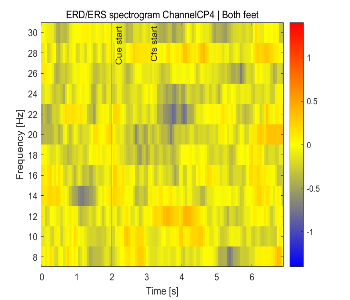 ERD/ERS spectrogram ChannelCP4 | Both feet
Cue start
Cfs start
Frequency [Hz]
30
28
26
24
22
20
18
16
14
12
10
8
0 1 2 3 4 5 6
Time [s]
1
0.5
0
-0.5
-1